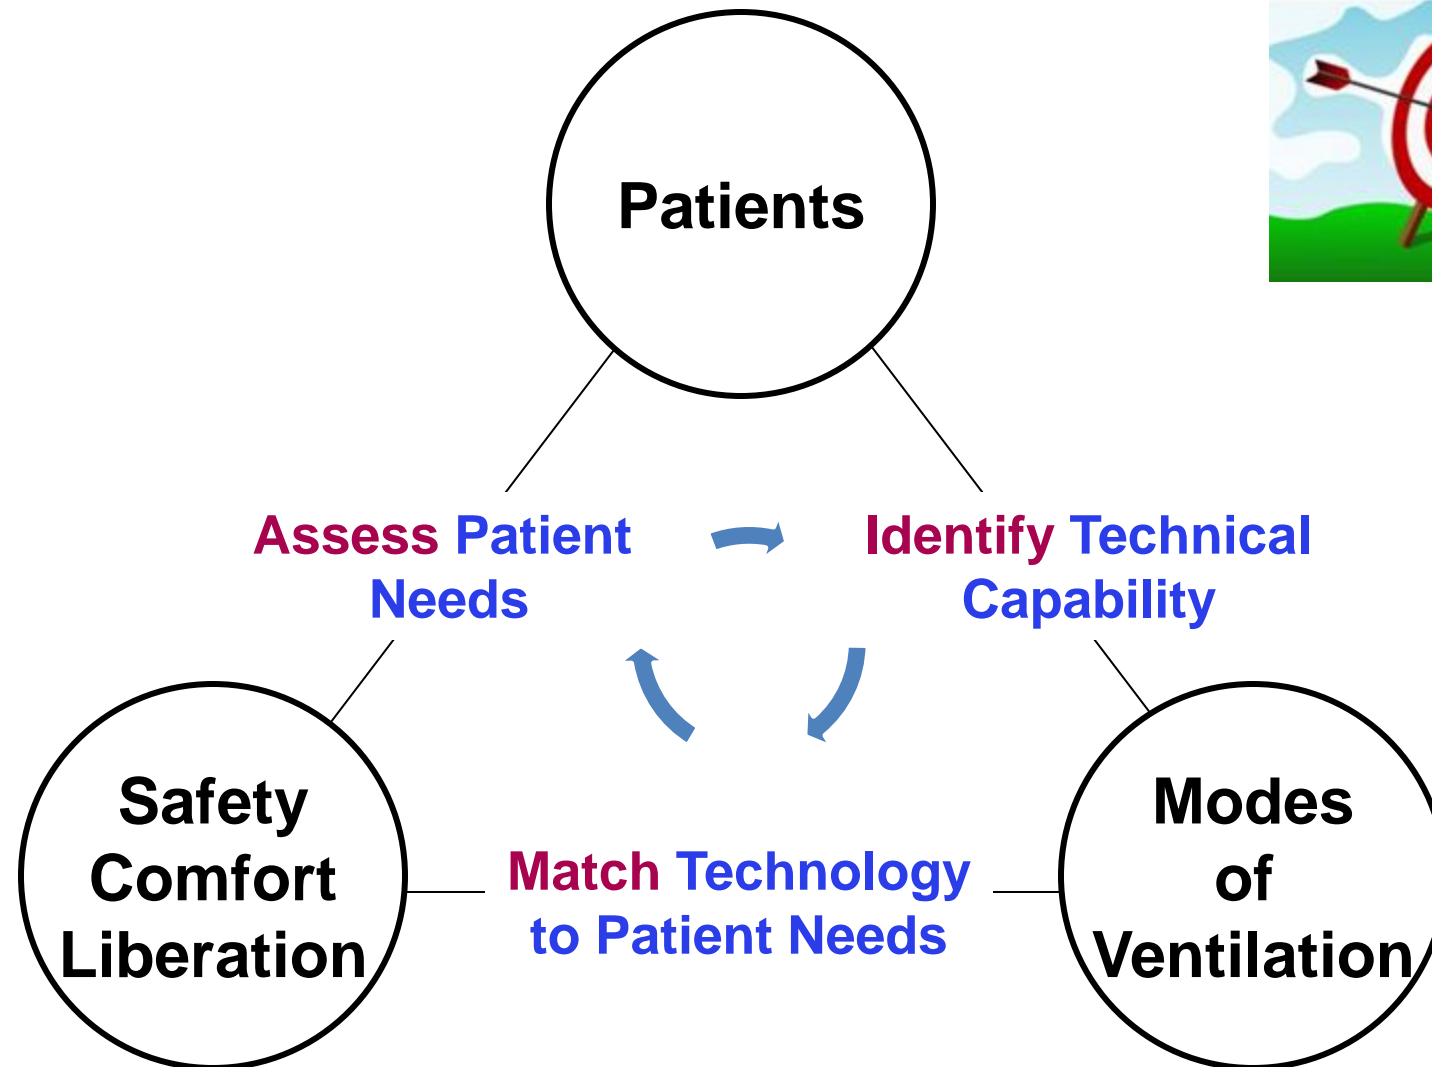 Patients
Assess Patient
Needs
Identify Technical
Capability
Safety
Comfort
Liberation
Match Technology
to Patient Needs
Modes
of
Ventilation